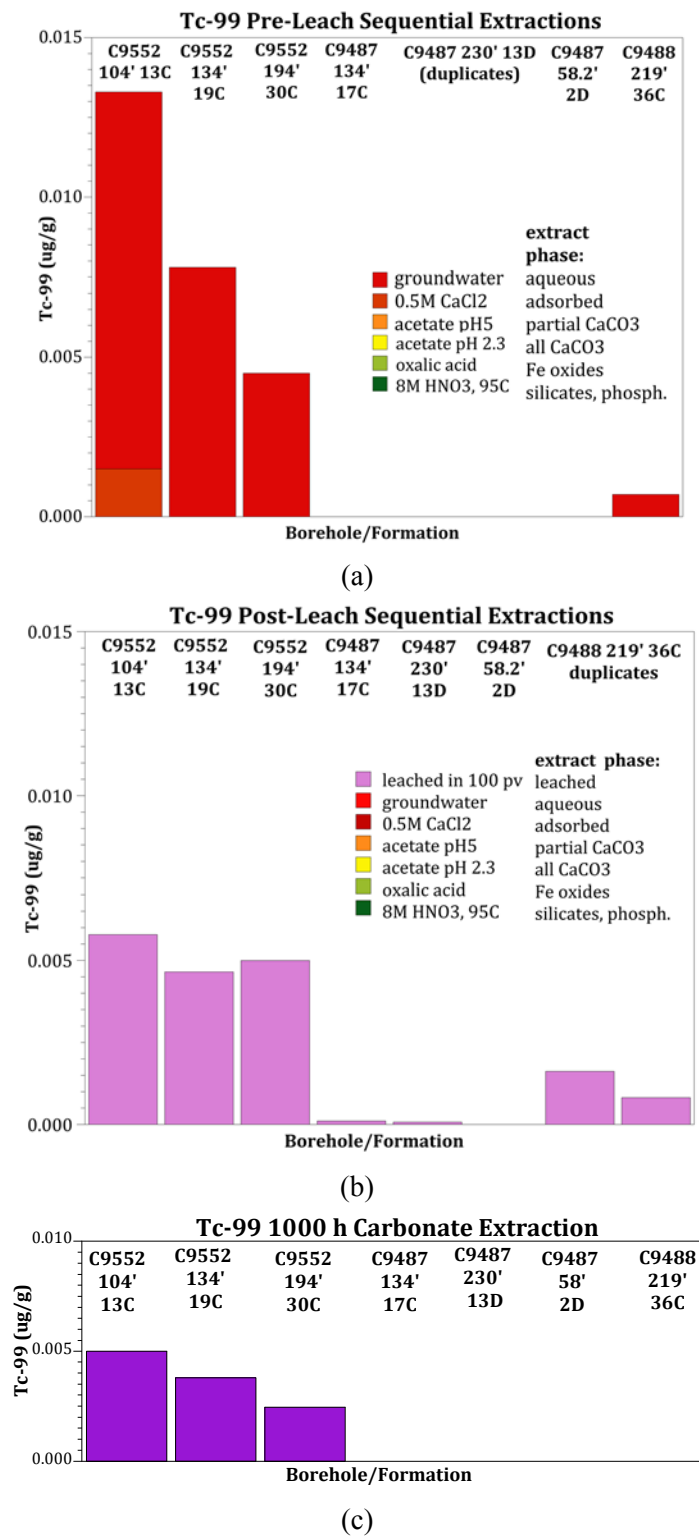 Tc-99 Pre-Leach Sequential Extractions
C9552 C9552 C9552 C9487 C9487 230' 13D C9487 C9488
104' 13C 134' 194' 134' (duplicates) 58.2' 219'
19C 30C 17C 2D 36C
0.015
0.010
0.005
0.000
Tc-99 (ug/g)
extract
phase:
groundwater aqueous
0.5M CaCl2 adsorbed
acetate pH5 partial CaCO3
acetate pH 2.3 all CaCO3
oxalic acid Fe oxides
8M HNO3, 95C silicates, phosph.
Borehole/Formation
(a)
Tc-99 Post-Leach Sequential Extractions
C9552 C9552 C9552 C9487 C9487 C9487 C9488 219' 36C
104' 134' 194' 134' 230' 58.2' duplicates
13C 19C 30C 17C 13D 2D
0.015
0.010
0.005
0.000
Tc-99 (ug/g)
extract phase:
leached in 100 pv leached
groundwater aqueous
0.5M CaCl2 adsorbed
acetate pH5 partial CaCO3
acetate pH 2.3 all CaCO3
oxalic acid Fe oxides
8M HNO3, 95C silicates, phosph.
Borehole/Formation
(b)
Tc-99 1000 h Carbonate Extraction
C9552 C9552 C9552 C9487 C9487 C9487 C9488
104' 134' 194' 134' 230' 58' 219'
13C 19C 30C 17C 13D 2D 36C
0.010
0.005
0.000
Tc-99 (ug/g)
Borehole/Formation
(c)